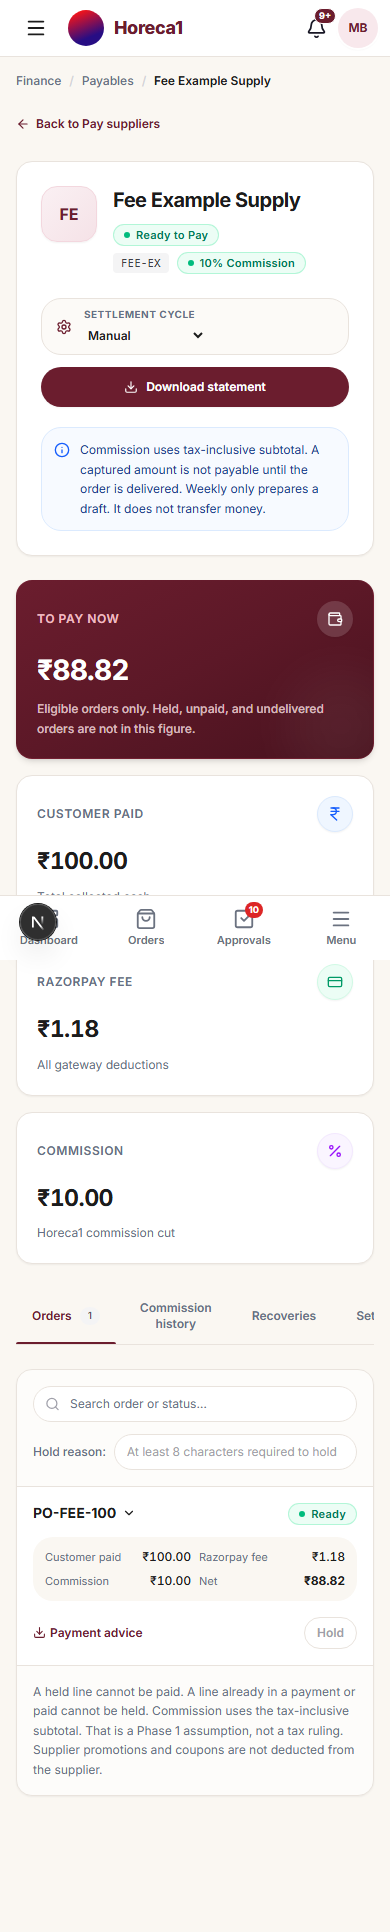 Horeca1
9+
MB
Finance / Payables / Fee Example Supply
← Back to Pay suppliers
FE
Fee Example Supply
Ready to Pay
FEE-EX
10% Commission
SETTLEMENT CYCLE
Manual
Download statement
Commission uses tax-inclusive subtotal. A
captured amount is not payable until the
order is delivered. Weekly only prepares a
draft. It does not transfer money.
TO PAY NOW
₹88.82
Eligible orders only. Held, unpaid, and undelivered
orders are not in this figure.
CUSTOMER PAID
₹
₹100.00
N
10
Dashboard
Orders
Approvals
Menu
RAZORPAY FEE
₹1.18
All gateway deductions
COMMISSION
%
₹10.00
Horeca1 commission cut
Orders 1
Commission
history
Recoveries
Set
Search order or status...
Hold reason:
At least 8 characters required to hold
PO-FEE-100
Ready
Customer paid ₹100.00 Razorpay fee ₹1.18
Commission ₹10.00 Net ₹88.82
Payment advice
Hold
A held line cannot be paid. A line already in a payment or
paid cannot be held. Commission uses the tax-inclusive
subtotal. That is a Phase 1 assumption, not a tax ruling.
Supplier promotions and coupons are not deducted from
the supplier.